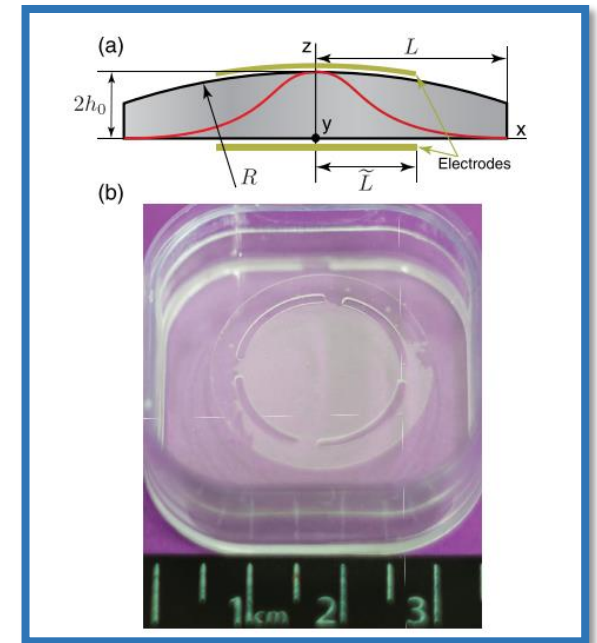 (a)
z
L
2h₀
y
x
R
L̃
Electrodes
(b)
1cm 2 3